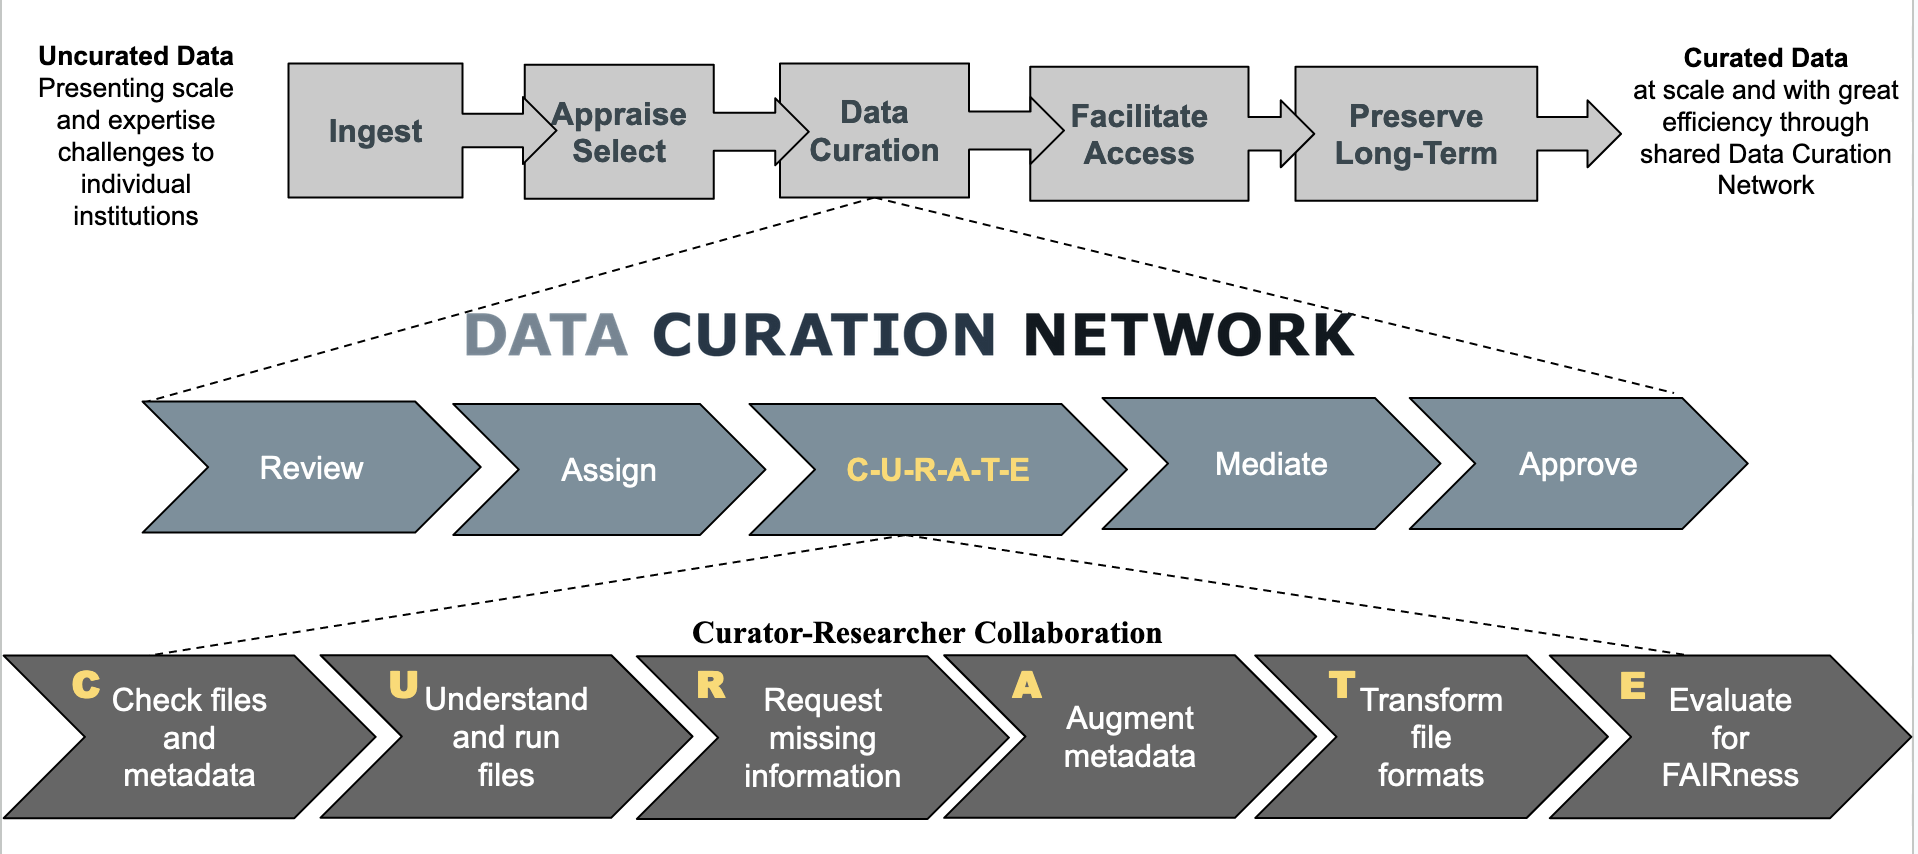 Uncurated Data
Presenting scale
and expertise
challenges to
individual
institutions
Ingest
Appraise
Select
Data
Curation
Facilitate
Access
Preserve
Long-Term
Curated Data
at scale and with great
efficiency through
shared Data Curation
Network
DATA CURATION NETWORK
Review
Assign
C-U-R-A-T-E
Mediate
Approve
Curator-Researcher Collaboration
C
Check files
and
metadata
U
Understand
and run
files
R
Request
missing
information
A
Augment
metadata
T
Transform
file
formats
E
Evaluate
for
FAIRness